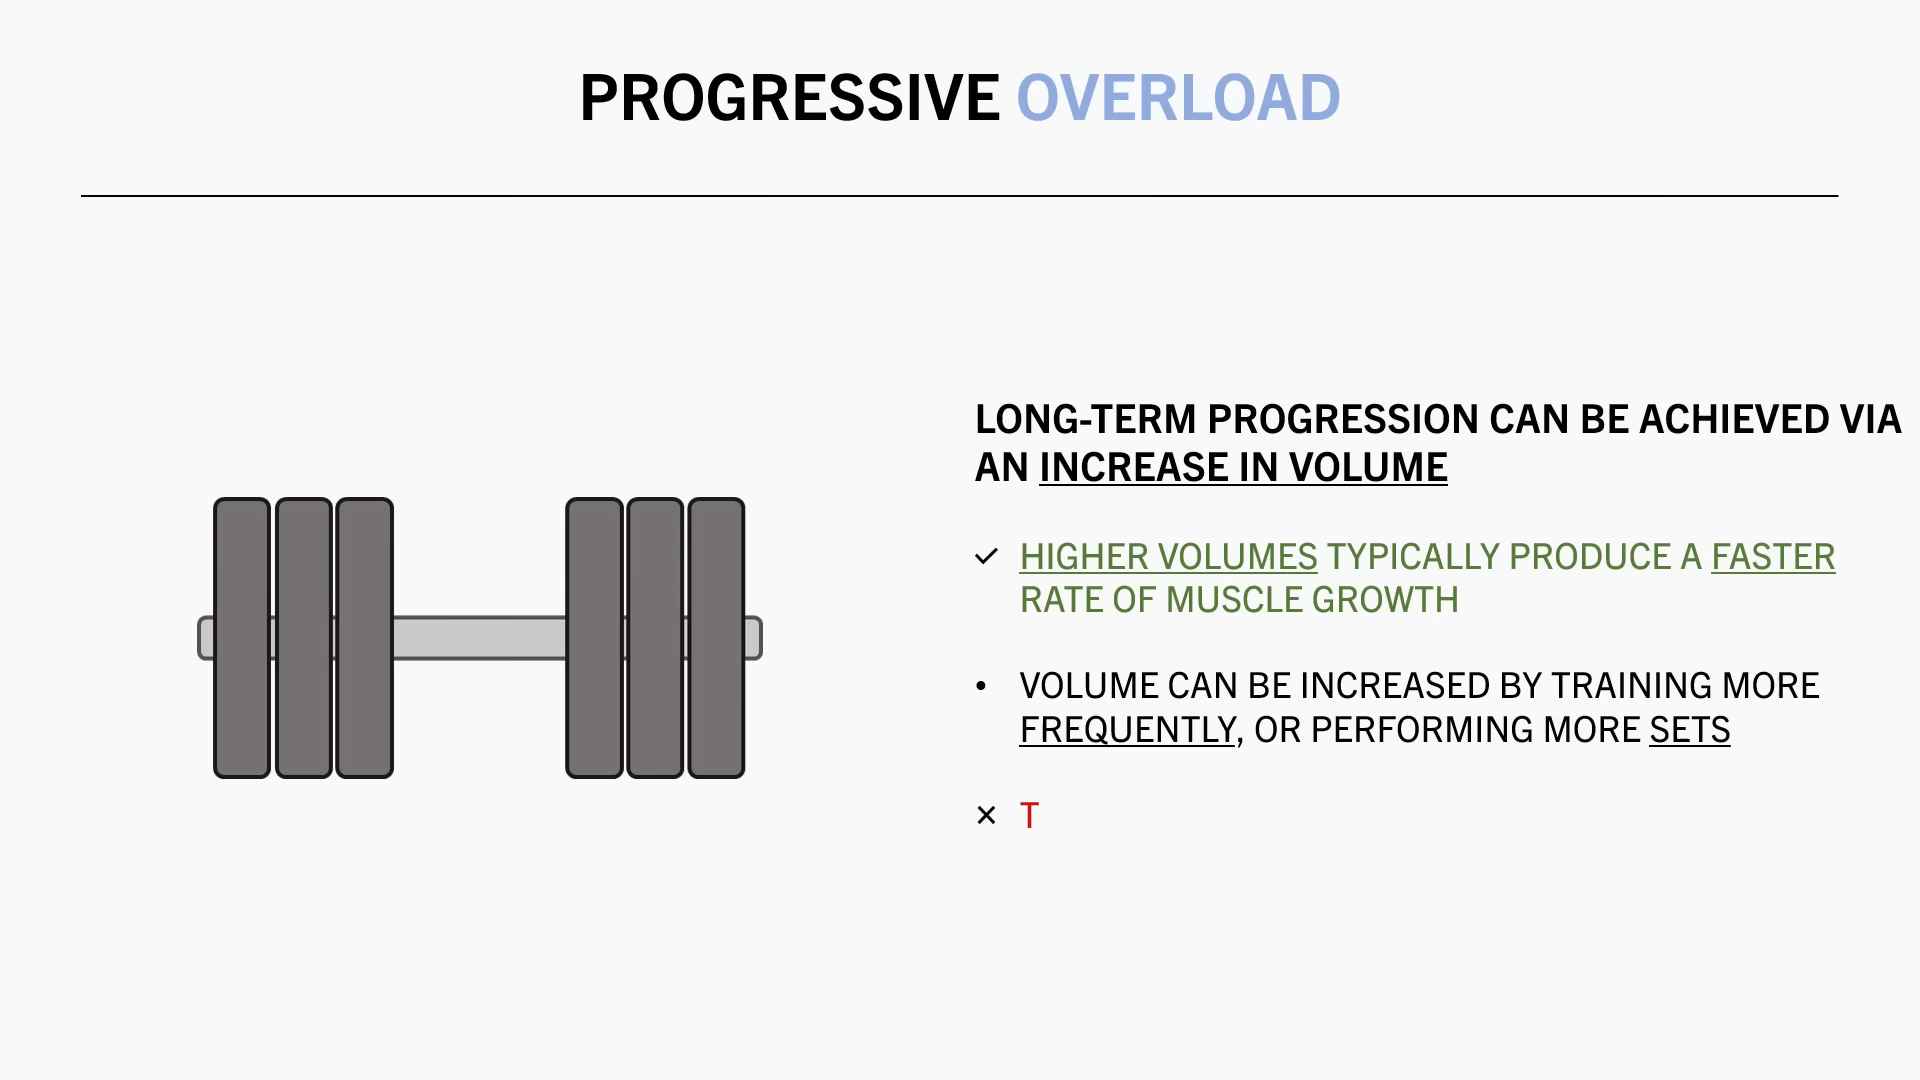 PROGRESSIVE OVERLOAD
LONG-TERM PROGRESSION CAN BE ACHIEVED VIA
AN INCREASE IN VOLUME
✓ HIGHER VOLUMES TYPICALLY PRODUCE A FASTER
RATE OF MUSCLE GROWTH
• VOLUME CAN BE INCREASED BY TRAINING MORE
FREQUENTLY, OR PERFORMING MORE SETS
✕ T